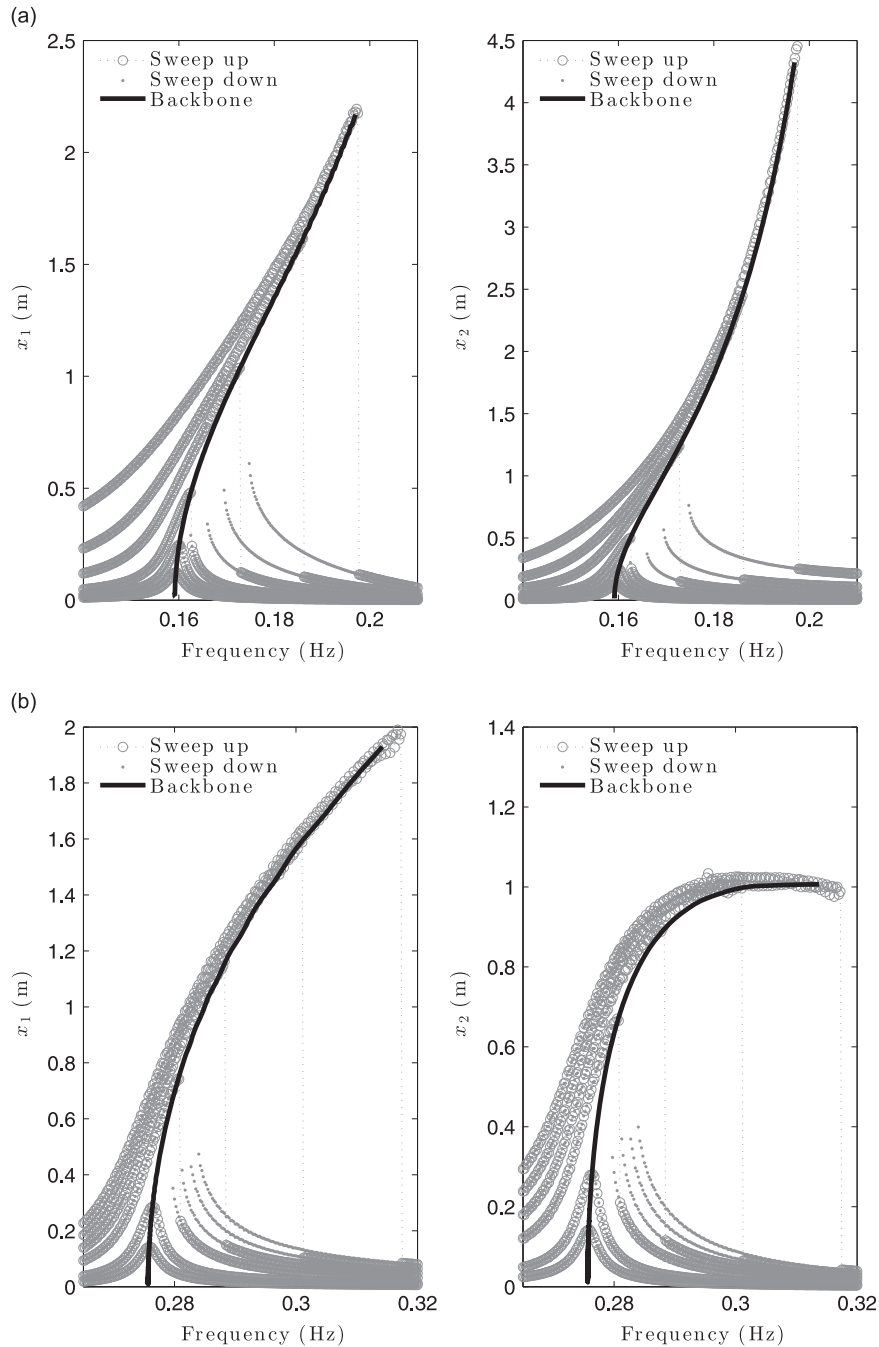 (a)
2.5
2
1.5
1
0.5
0
0.16
0.18
0.2
x1 (m)
Frequency (Hz)
Sweep up
Sweep down
Backbone
4.5
4
3.5
3
2.5
2
1.5
1
0.5
0
0.16
0.18
0.2
x2 (m)
Frequency (Hz)
Sweep up
Sweep down
Backbone
(b)
2
1.8
1.6
1.4
1.2
1
0.8
0.6
0.4
0.2
0
0.28
0.3
0.32
x1 (m)
Frequency (Hz)
Sweep up
Sweep down
Backbone
1.4
1.2
1
0.8
0.6
0.4
0.2
0
0.28
0.3
0.32
x2 (m)
Frequency (Hz)
Sweep up
Sweep down
Backbone